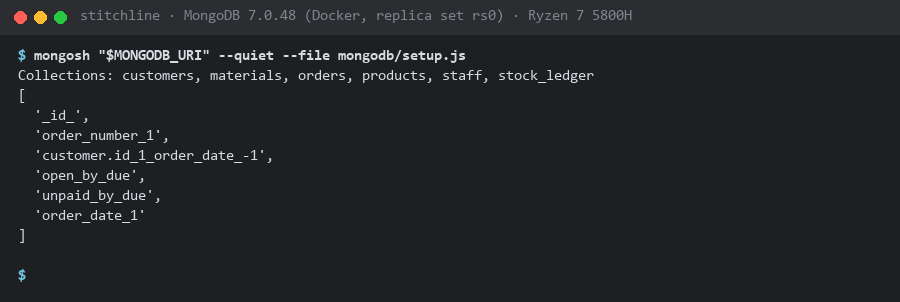 stitchline · MongoDB 7.0.48 (Docker, replica set rs0) · Ryzen 7 5800H
$ mongosh "$MONGODB_URI" --quiet --file mongodb/setup.js
Collections: customers, materials, orders, products, staff, stock_ledger
[
  '_id_',
  'order_number_1',
  'customer.id_1_order_date_-1',
  'open_by_due',
  'unpaid_by_due',
  'order_date_1'
]
$